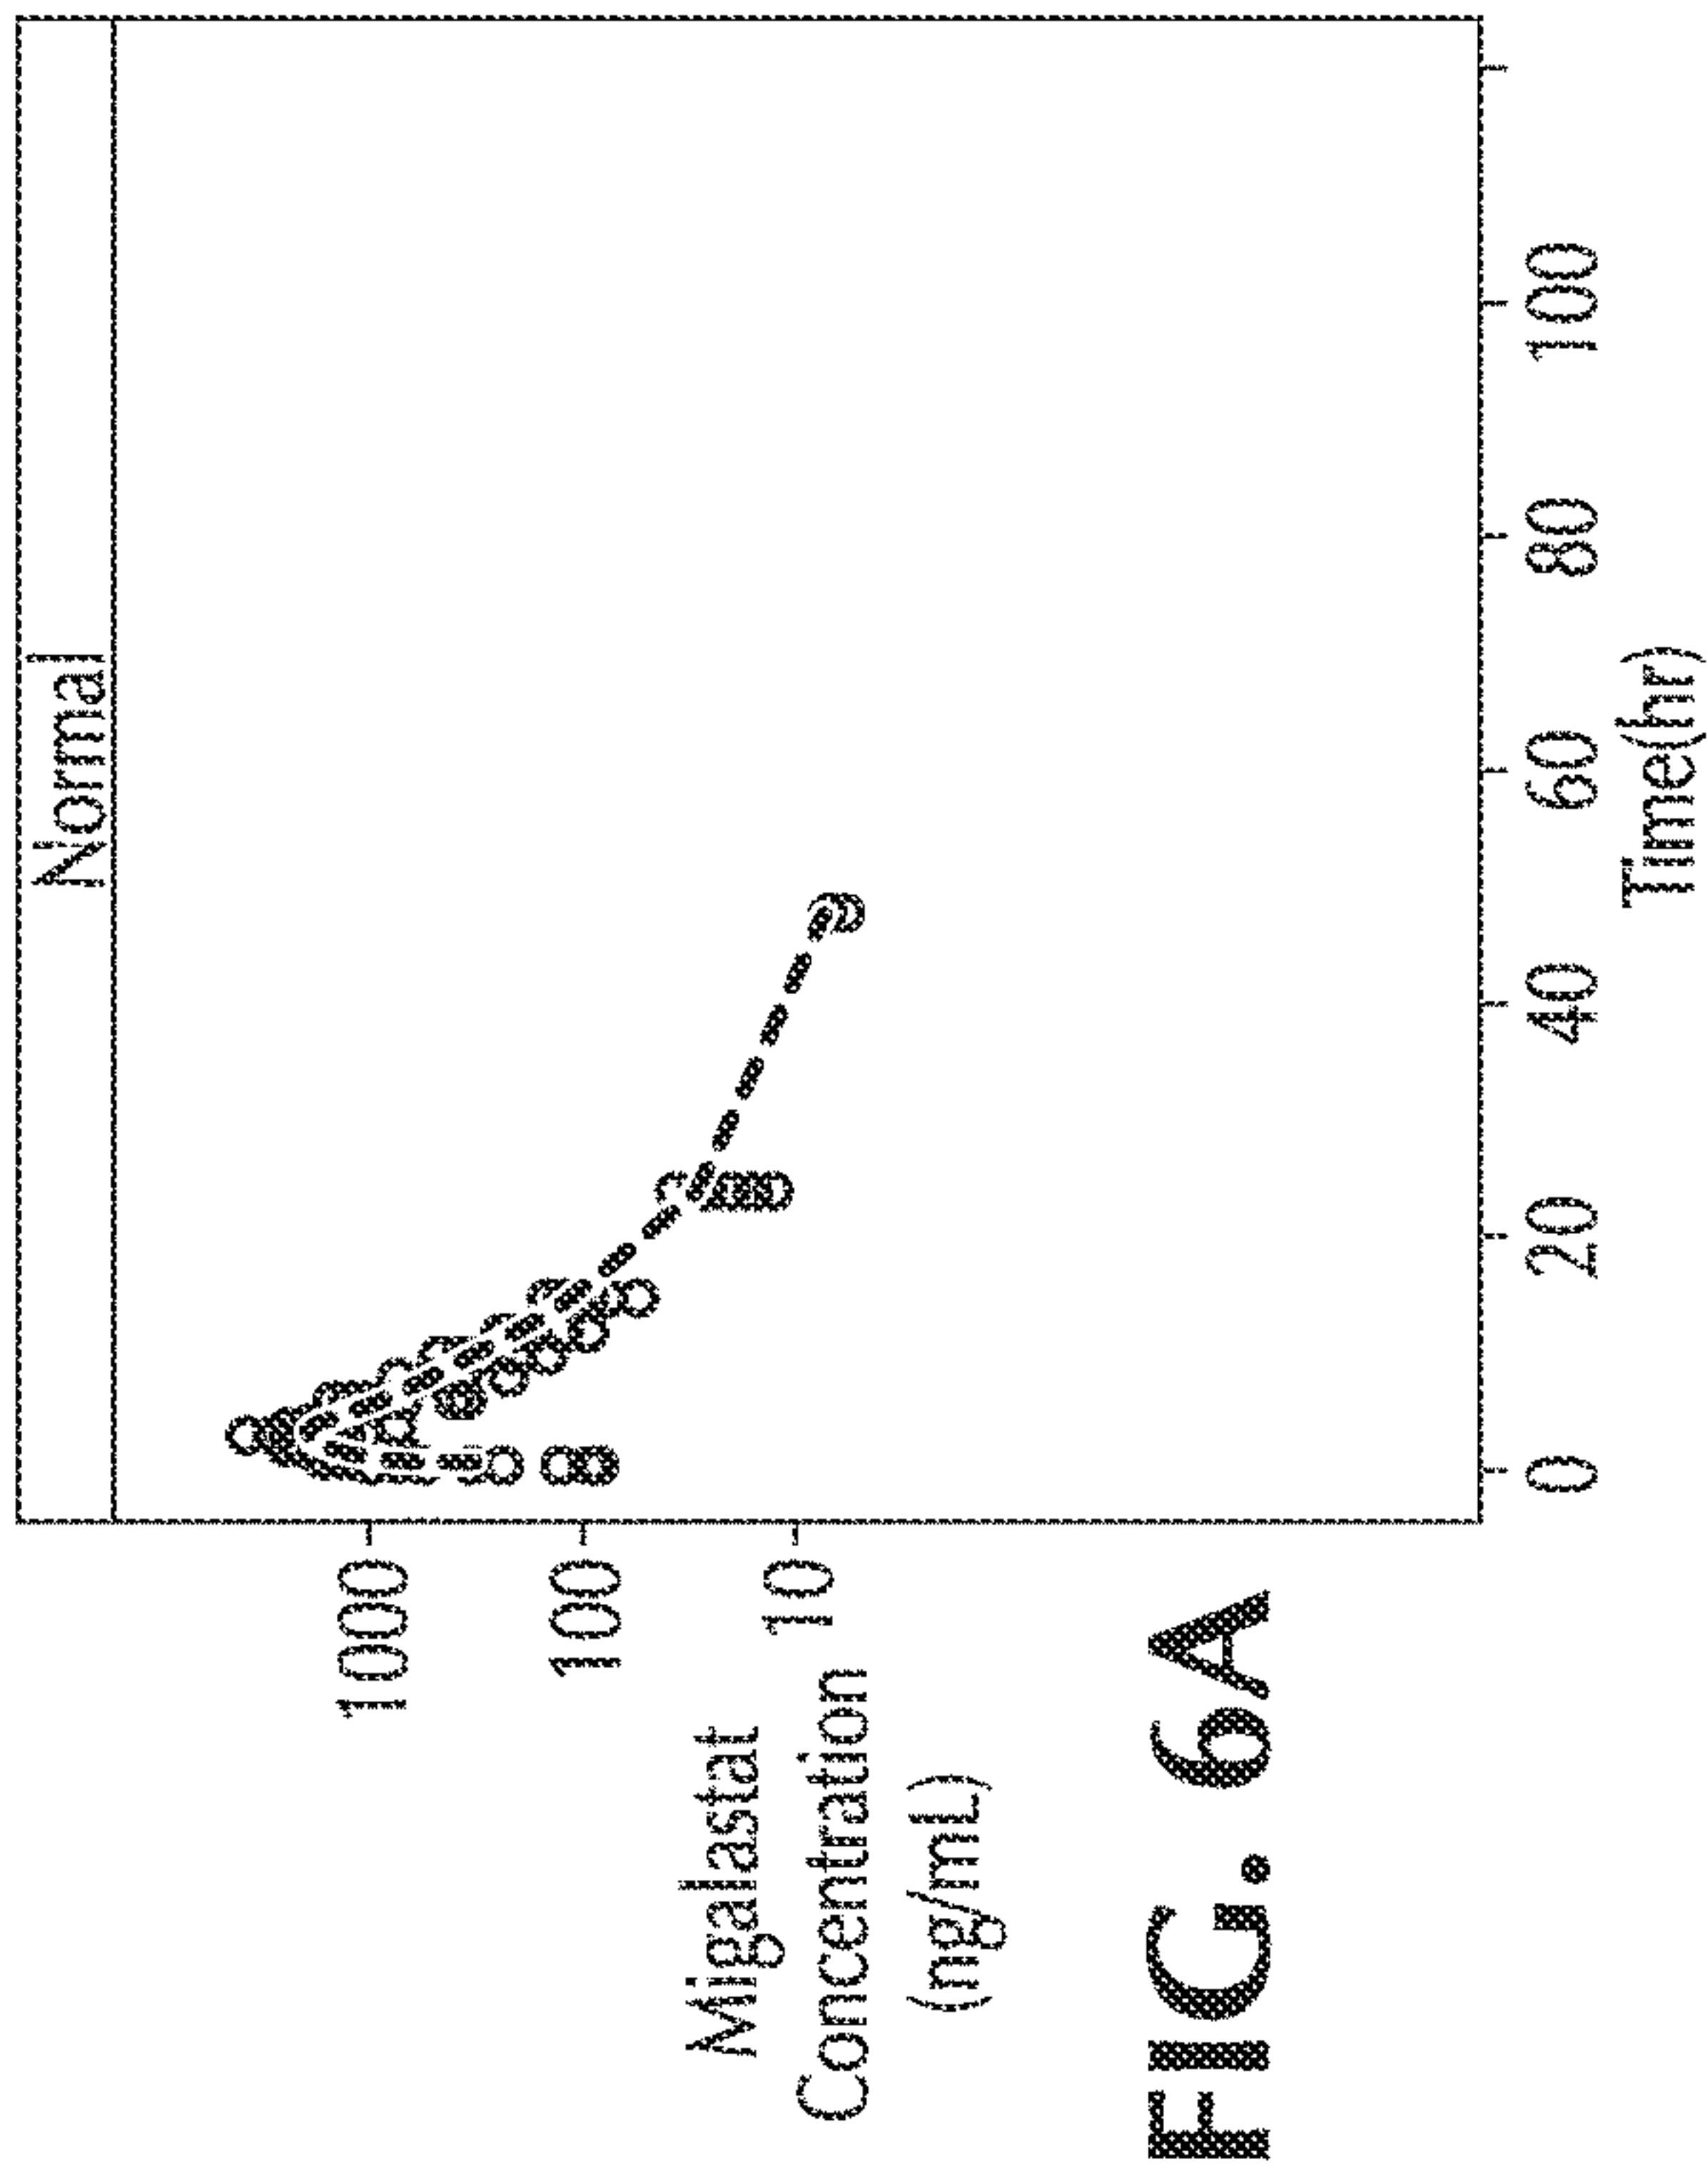 Normal
1000
100
10
Migalastat
Concentration
(ng/mL)
0 20 40 60 80 100
Time(hr)
FIG. 6A